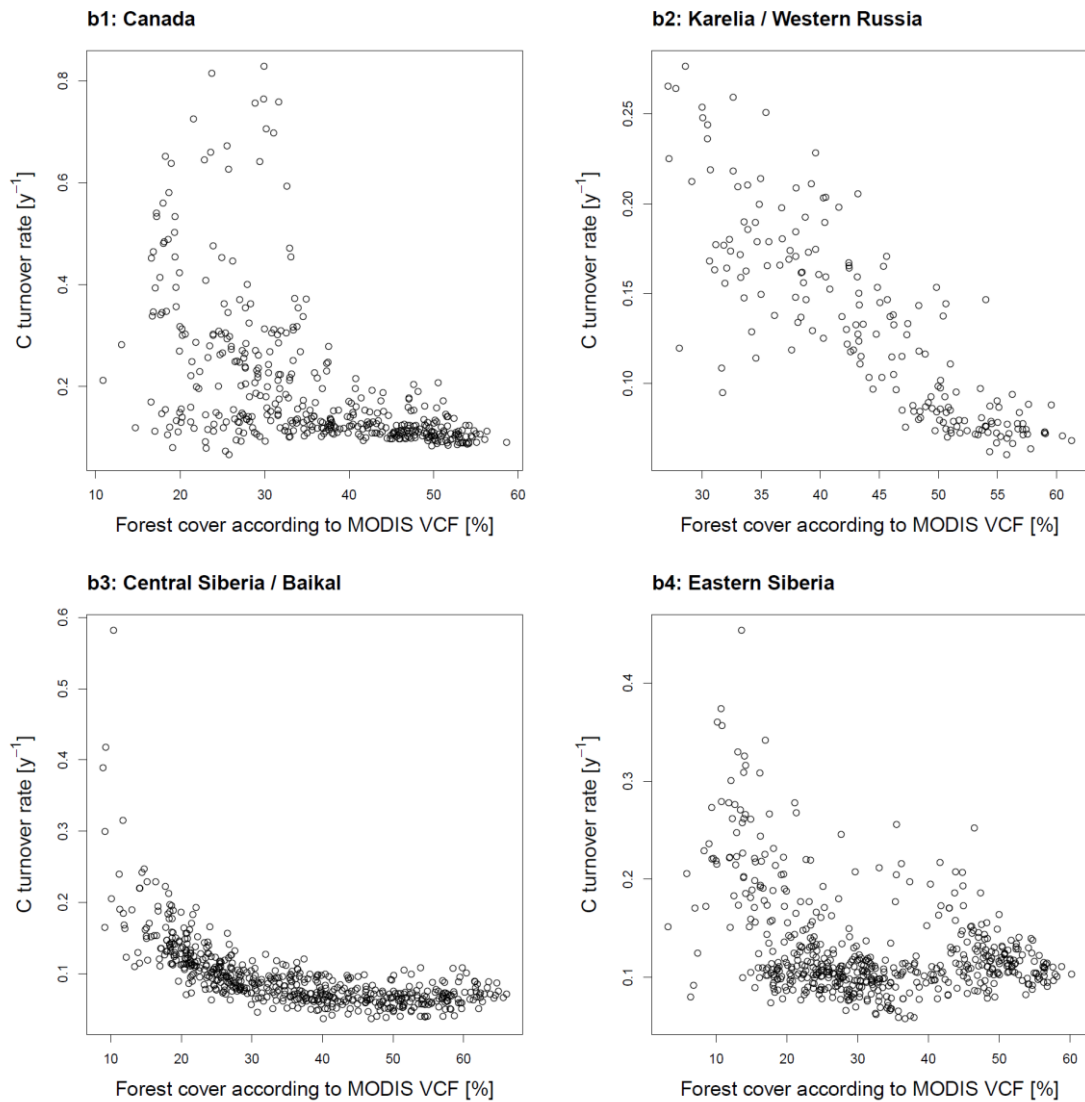 b1: Canada
0.8
0.6
0.4
0.2
C turnover rate [y⁻¹]
10 20 30 40 50 60
Forest cover according to MODIS VCF [%]
b2: Karelia / Western Russia
0.25
0.20
0.15
0.10
C turnover rate [y⁻¹]
30 35 40 45 50 55 60
Forest cover according to MODIS VCF [%]
b3: Central Siberia / Baikal
0.6
0.5
0.4
0.3
0.2
0.1
C turnover rate [y⁻¹]
10 20 30 40 50 60
Forest cover according to MODIS VCF [%]
b4: Eastern Siberia
0.4
0.3
0.2
0.1
C turnover rate [y⁻¹]
10 20 30 40 50 60
Forest cover according to MODIS VCF [%]